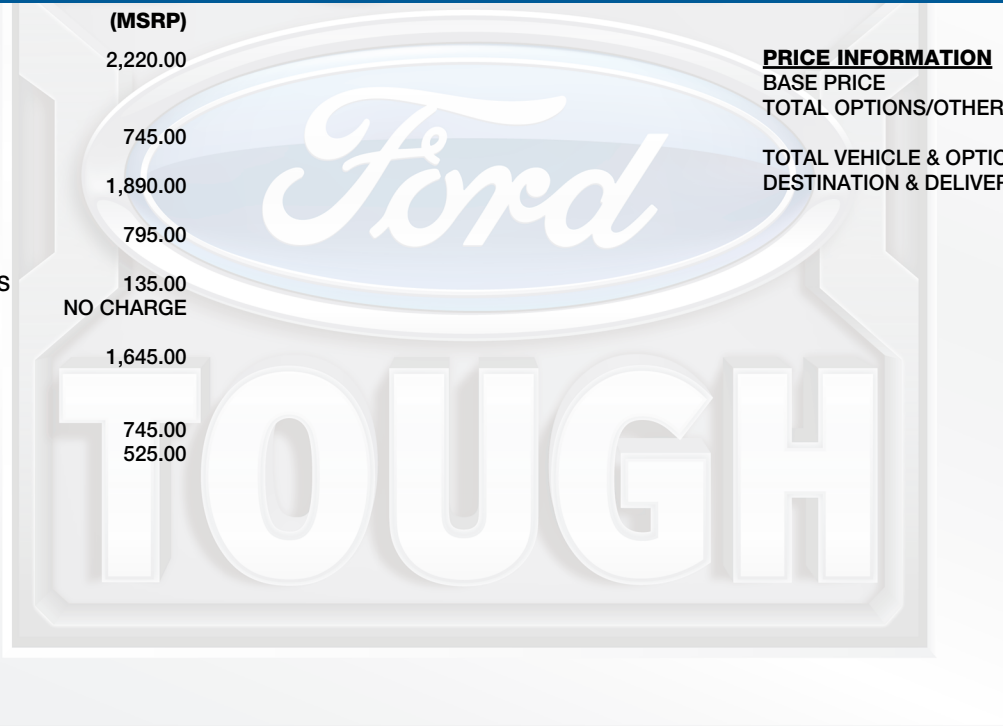 (MSRP)
2,220.00
745.00
1,890.00
795.00
S 135.00
NO CHARGE
1,645.00
745.00
525.00
PRICE INFORMATION
BASE PRICE
TOTAL OPTIONS/OTHER
TOTAL VEHICLE & OPTIO
DESTINATION & DELIVER
Ford
TOUGH